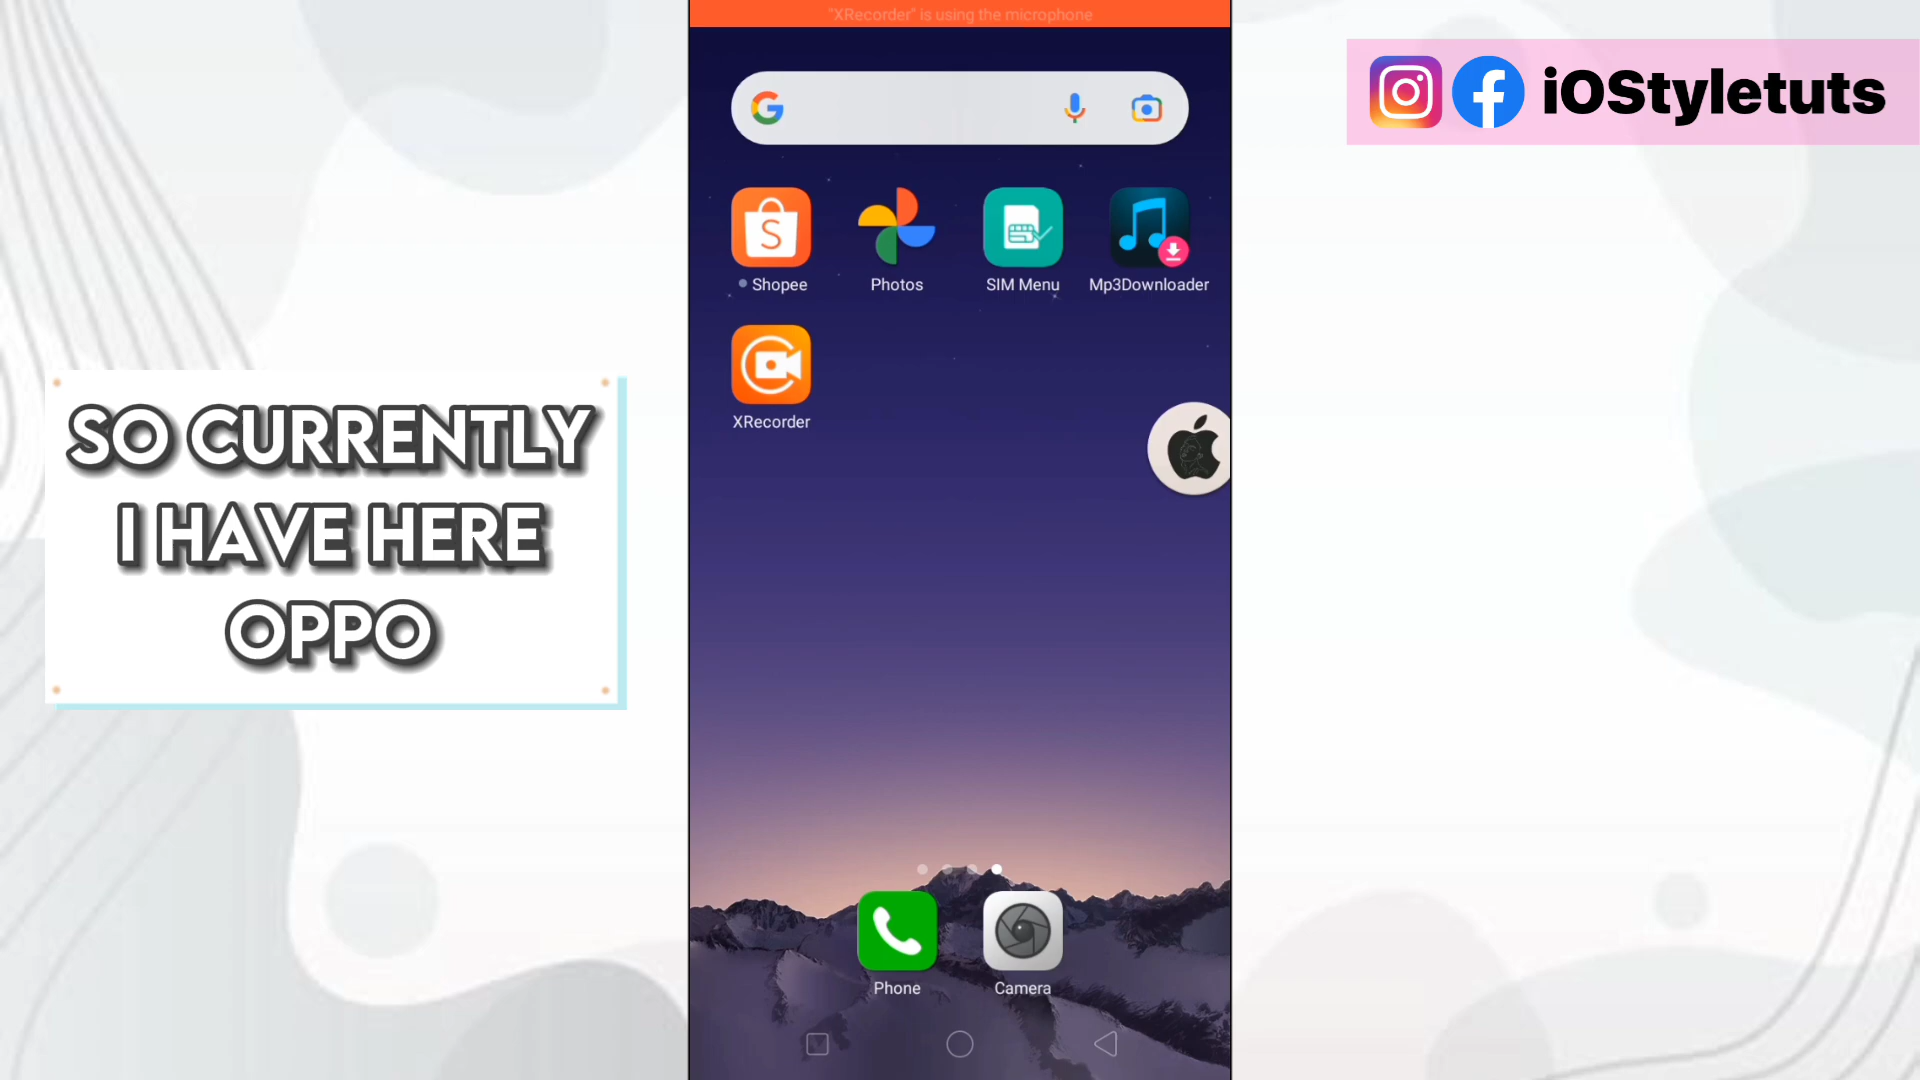 "XRecorder" is using the microphone
iOStyletuts
Shopee
Photos
SIM Menu
Mp3Downloader
XRecorder
SO CURRENTLY
I HAVE HERE
OPPO
Phone
Camera